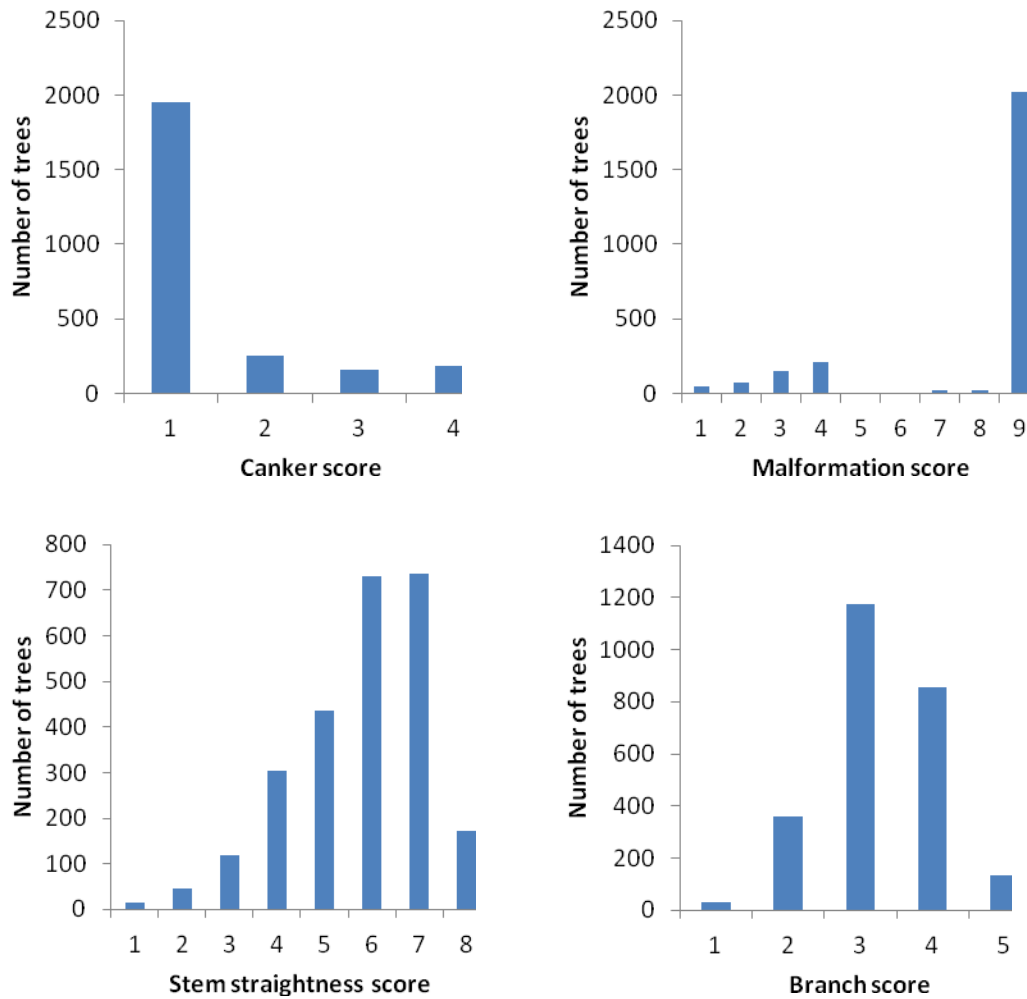 2500
2000
1500
1000
500
0
Number of trees
1 2 3 4
Canker score
2500
2000
1500
1000
500
0
Number of trees
1 2 3 4 5 6 7 8 9
Malformation score
800
700
600
500
400
300
200
100
0
Number of trees
1 2 3 4 5 6 7 8
Stem straightness score
1400
1200
1000
800
600
400
200
0
Number of trees
1 2 3 4 5
Branch score